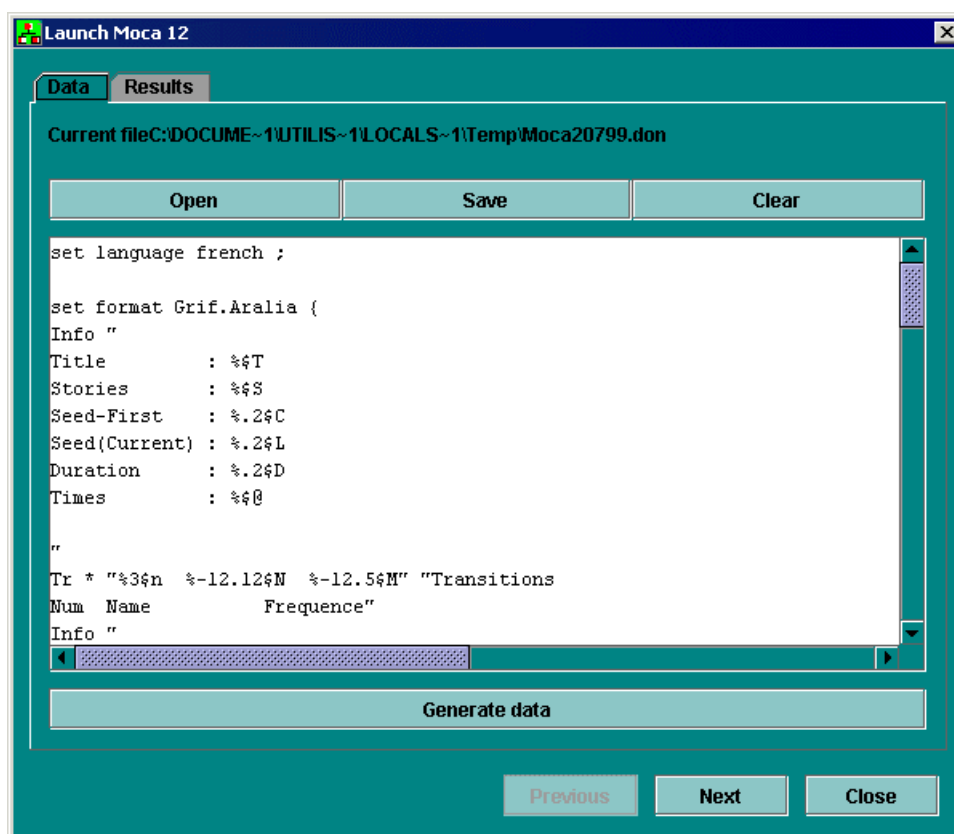 Launch Moca 12
Data Results
Current fileC:\DOCUME~1\UTILIS~1\LOCALS~1\Temp\Moca20799.don
Open Save Clear
set language french ;
set format Grif.Aralia {
Info "
Title : %$T
Stories : %$S
Seed-First : %.2$C
Seed(Current) : %.2$L
Duration : %.2$D
Times : %$@
"
Tr * "%3$n %-12.12$N %-12.5$M" "Transitions
Num Name Frequence"
Info "
Generate data
Previous Next Close